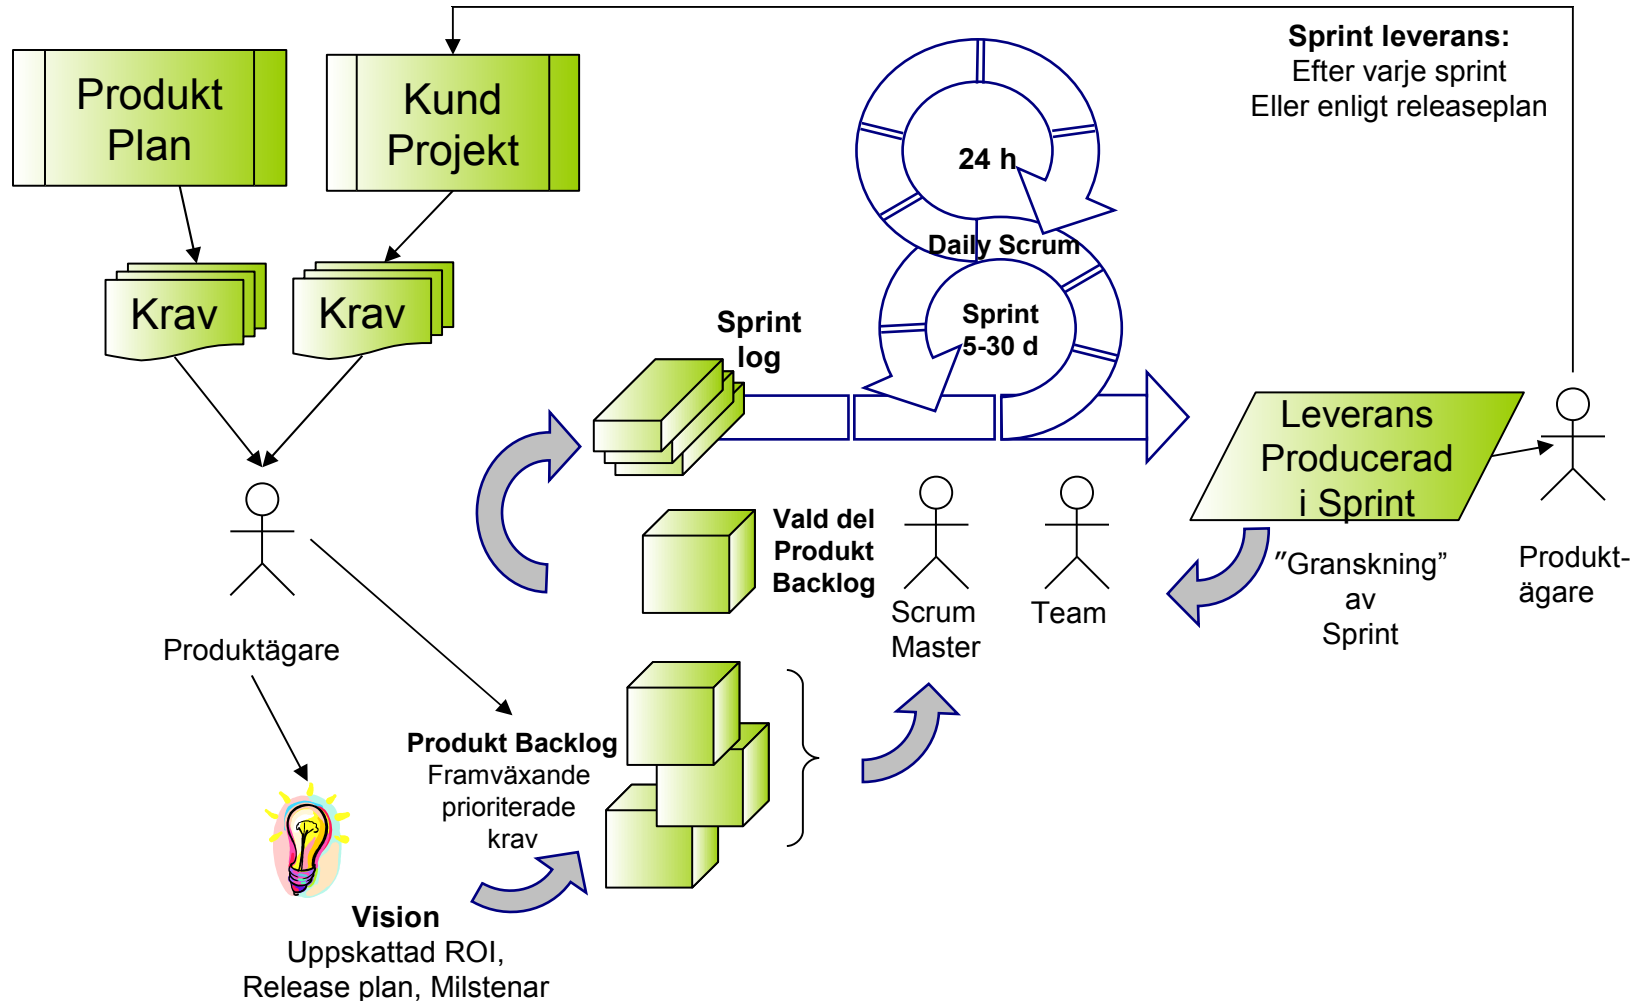 Produkt
Plan
Kund
Projekt
Sprint leverans:
Efter varje sprint
Eller enligt releaseplan
24 h
Daily Scrum
Krav
Krav
Sprint
log
Sprint
5-30 d
Leverans
Producerad
i Sprint
Vald del
Produkt
Backlog
Scrum
Master
Team
”Granskning”
av
Sprint
Produkt-
ägare
Produktägare
Produkt Backlog
Framväxande
prioriterade
krav
Vision
Uppskattad ROI,
Release plan, Milstenar